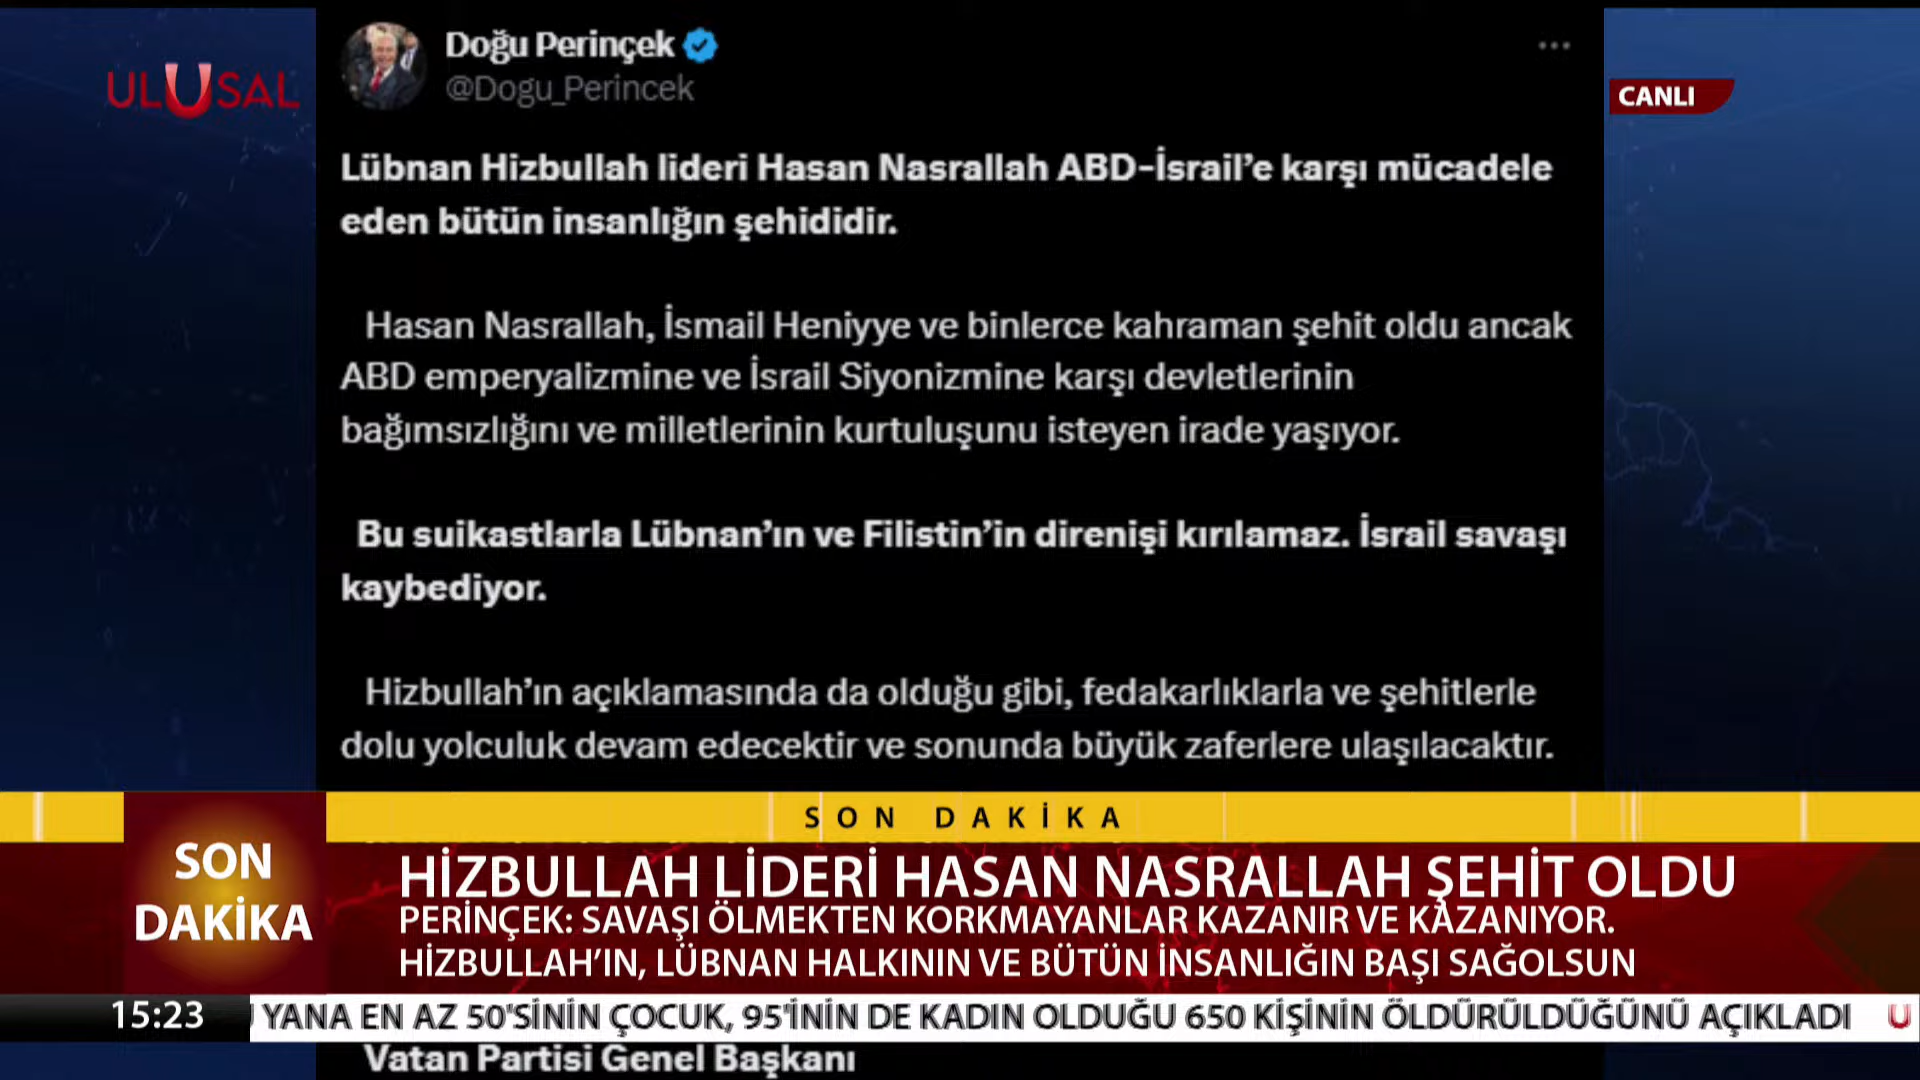 Doğu Perinçek
@Dogu_Perincek
ULUSAL
CANLI
Lübnan Hizbullah lideri Hasan Nasrallah ABD-İsrail’e karşı mücadele
eden bütün insanlığın şehididir.
Hasan Nasrallah, İsmail Heniyye ve binlerce kahraman şehit oldu ancak
ABD emperyalizmine ve İsrail Siyonizmine karşı devletlerinin
bağımsızlığını ve milletlerinin kurtuluşunu isteyen irade yaşıyor.
Bu suikastlarla Lübnan’ın ve Filistin’in direnişi kırılamaz. İsrail savaşı
kaybediyor.
Hizbullah’ın açıklamasında da olduğu gibi, fedakarlıklarla ve şehitlerle
dolu yolculuk devam edecektir ve sonunda büyük zaferlere ulaşılacaktır.
SON DAKİKA
SON
DAKİKA
HİZBULLAH LİDERİ HASAN NASRALLAH ŞEHİT OLDU
PERİNÇEK: SAVAŞI ÖLMEKTEN KORKMAYANLAR KAZANIR VE KAZANIYOR.
HİZBULLAH’IN, LÜBNAN HALKININ VE BÜTÜN İNSANLIĞIN BAŞI SAĞOLSUN
15:23
YANA EN AZ 50'SİNİN ÇOCUK, 95'İNİN DE KADIN OLDUĞU 650 KİŞİNİN ÖLDÜRÜLDÜĞÜNÜ AÇIKLADI
Vatan Partisi Genel Başkanı